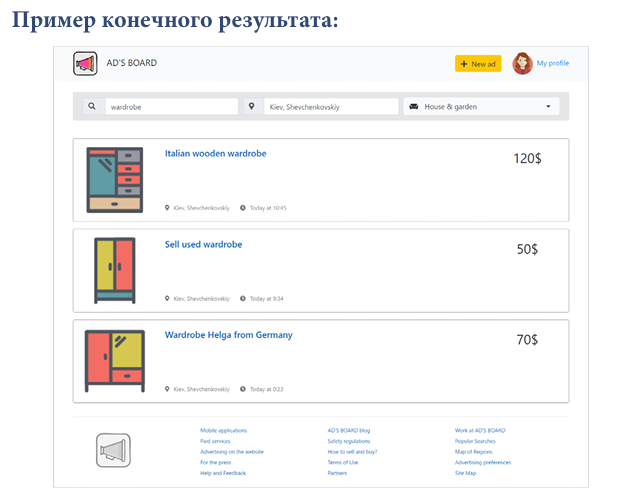 Пример конечного результата:
AD'S BOARD
New ad
My profile
wardrobe
Kiev, Shevchenkovskiy
House & garden
Italian wooden wardrobe
120$
Kiev, Shevchenkovskiy Today at 10:45
Sell used wardrobe
50$
Kiev, Shevchenkovskiy Today at 9:34
Wardrobe Helga from Germany
70$
Kiev, Shevchenkovskiy Today at 0:23
Mobile applications
Paid services
Advertising on the website
For the press
Help and Feedback
AD'S BOARD blog
Safety regulations
How to sell and buy?
Terms of Use
Partners
Work at AD'S BOARD
Popular Searches
Map of Regions
Advertising preferences
Site Map